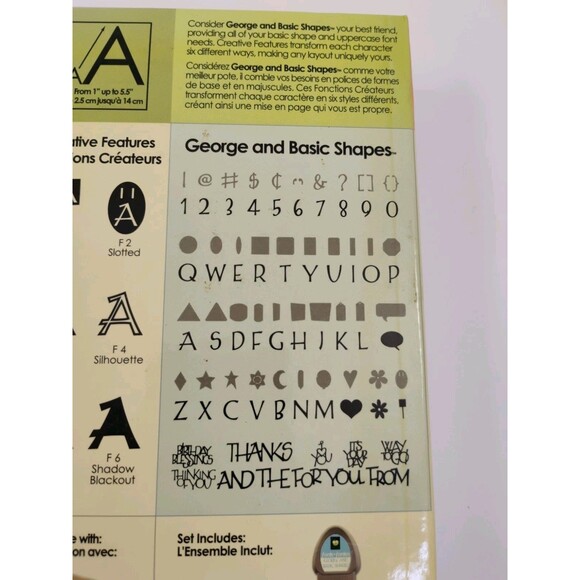 Consider George and Basic Shapes™ your best friend,
providing all of your basic shape and uppercase font
needs. Creative Features transform each character
six different ways, making any layout uniquely yours.
Considérez George and Basic Shapes™ comme votre
meilleur pote, il comble vos besoins en polices de formes
de base et en majuscules. Ces Fonctions Créateurs
transforment chaque caractère en six styles différents,
créant ainsi une mise en page qui vous est propre.
A
From 1" up to 5.5"
2.5 cm jusqu'à 14 cm
ative Features
ions Créateurs
A
F 2
Slotted
A
F 4
Silhouette
A
F 6
Shadow
Blackout
George and Basic Shapes™
| @ # $ ¢ & ? [] {}
1 2 3 4 5 6 7 8 9 0
Q W E R T Y U I O P
A S D F G H J K L
Z X C V B N M
BIRTHDAY BLESSINGS
THANKS
IT'S YOUR DAY
WAY TO GO
THINKING OF YOU
AND THE FOR YOU FROM
e with:
on avec:
Set Includes:
L'Ensemble Inclut: